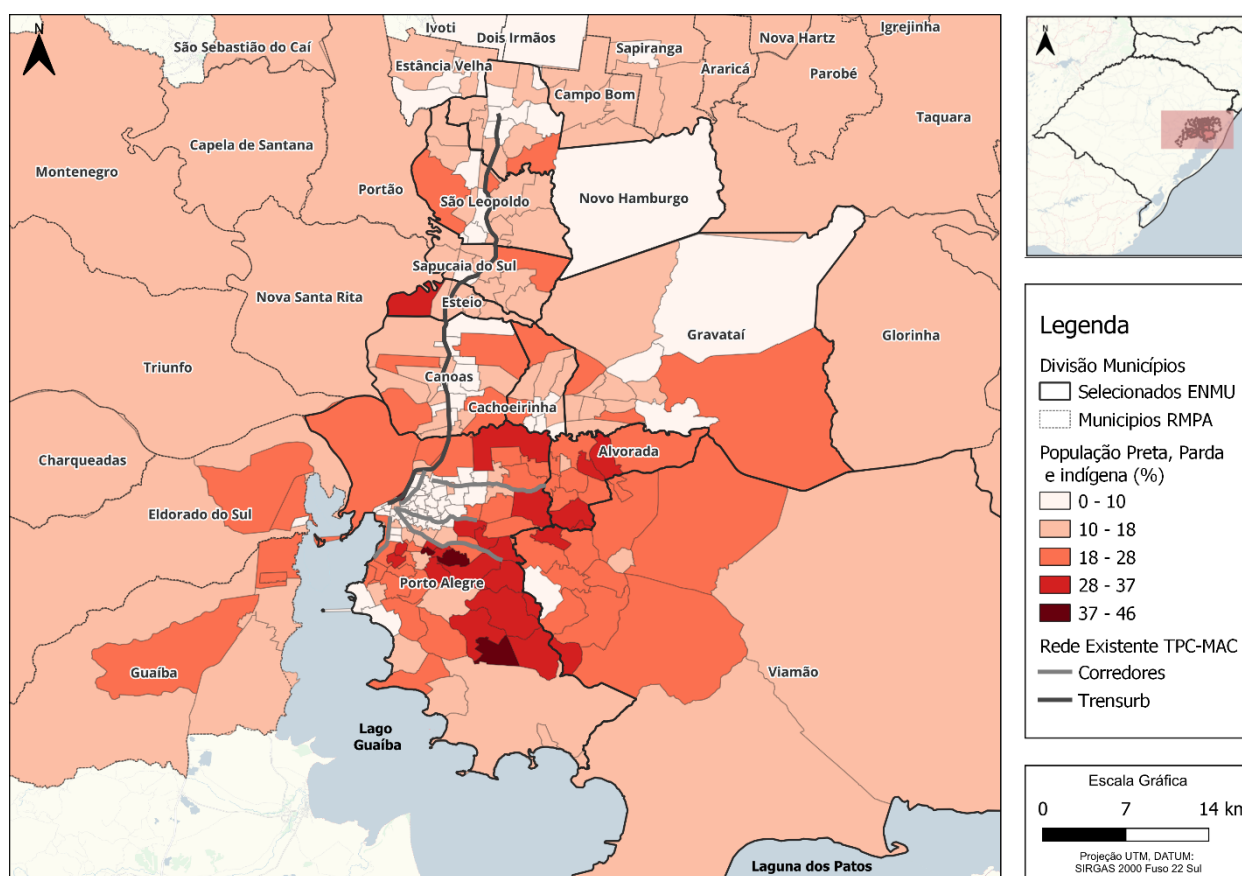 N
Ivoti
Dois Irmãos
São Sebastião do Caí
Sapiranga
Nova Hartz
Igrejinha
Estância Velha
Araricá
Parobé
Campo Bom
Taquara
Capela de Santana
Montenegro
Portão
São Leopoldo
Novo Hamburgo
Sapucaia do Sul
Nova Santa Rita
Esteio
Gravataí
Glorinha
Triunfo
Canoas
Cachoeirinha
Charqueadas
Alvorada
Eldorado do Sul
Porto Alegre
Guaíba
Viamão
Lago
Guaíba
Laguna dos Patos
N
Legenda
Divisão Municípios
Selecionados ENMU
Municipios RMPA
População Preta, Parda
e indígena (%)
0 - 10
10 - 18
18 - 28
28 - 37
37 - 46
Rede Existente TPC-MAC
Corredores
Trensurb
Escala Gráfica
0 7 14 km
Projeção UTM, DATUM:
SIRGAS 2000 Fuso 22 Sul